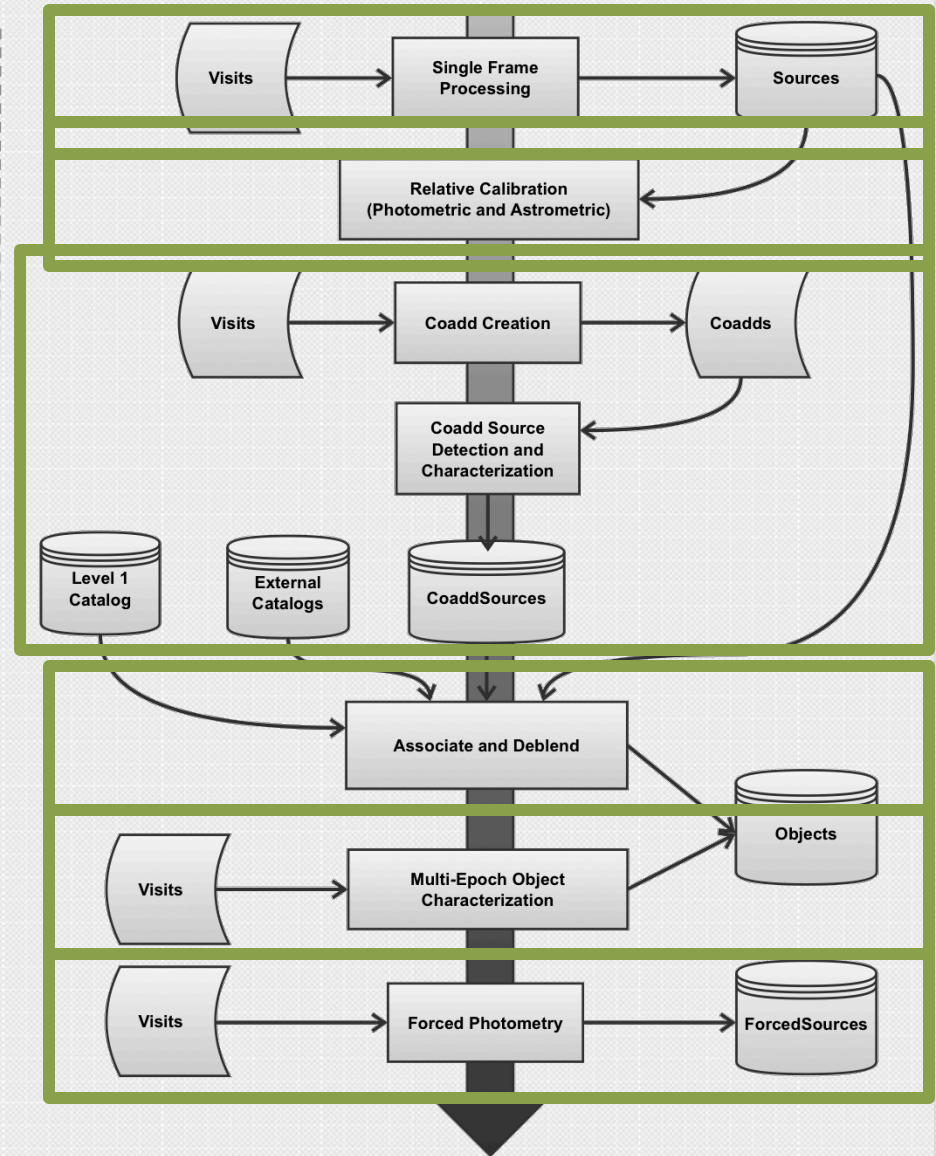 Visits
Single Frame
Processing
Sources
Relative Calibration
(Photometric and Astrometric)
Visits
Coadd Creation
Coadds
Coadd Source
Detection and
Characterization
Level 1
Catalog
External
Catalogs
CoaddSources
Associate and Deblend
Objects
Visits
Multi-Epoch Object
Characterization
Visits
Forced Photometry
ForcedSources